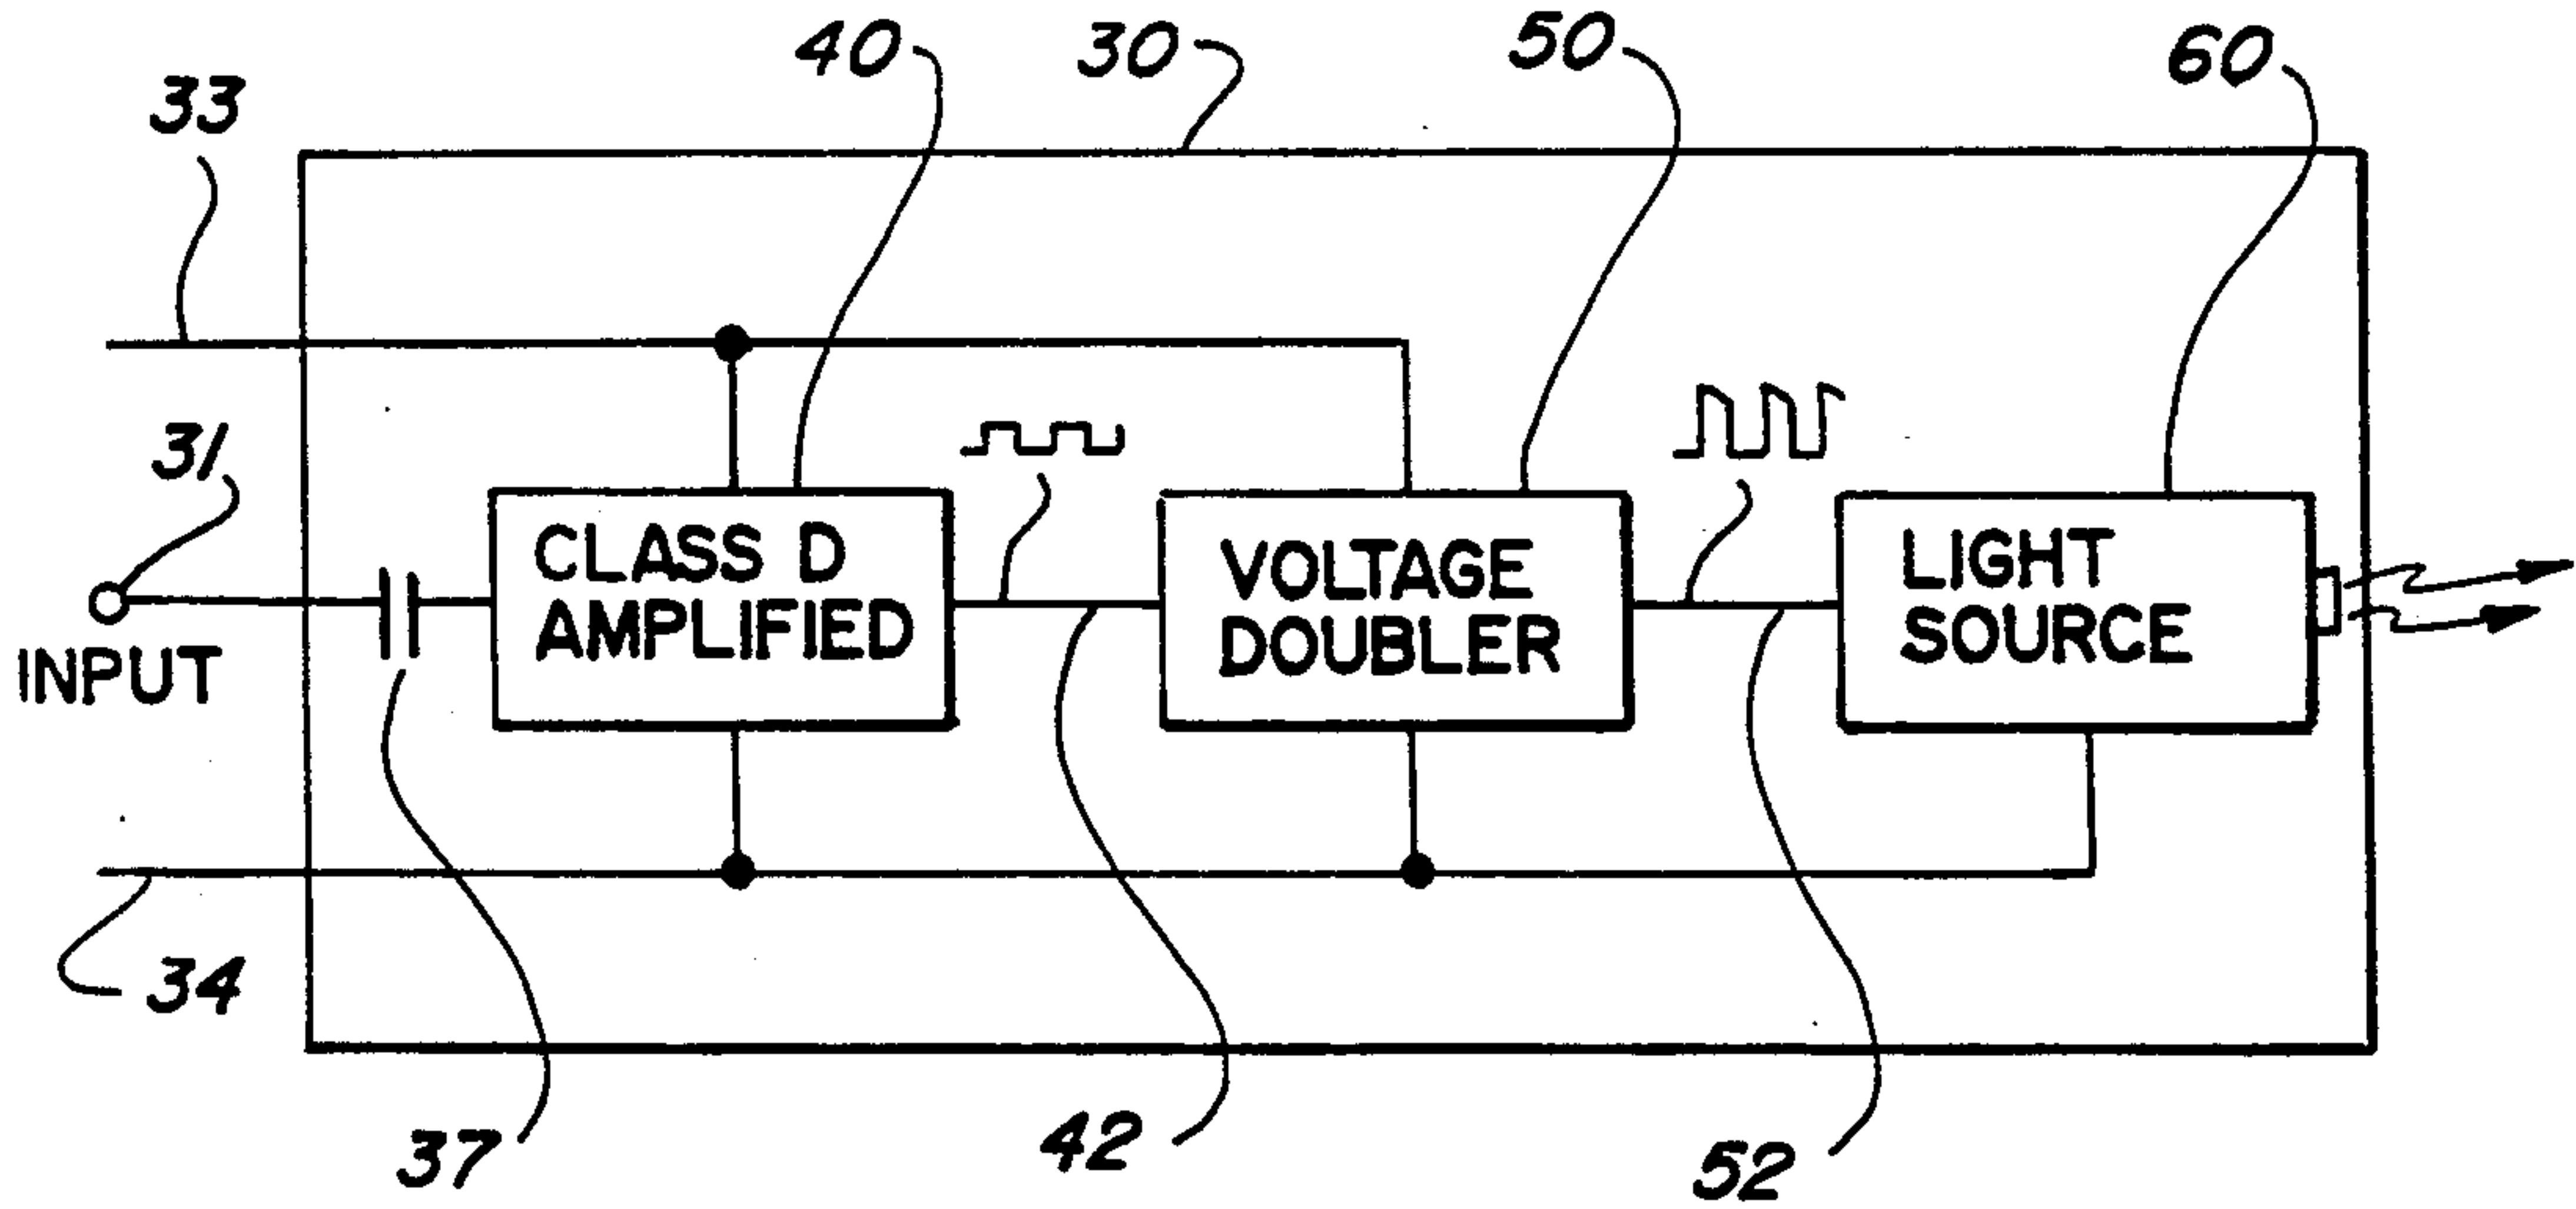 40
30
50
60
33
31
INPUT
CLASS D
AMPLIFIED
VOLTAGE
DOUBLER
LIGHT
SOURCE
34
37
42
52